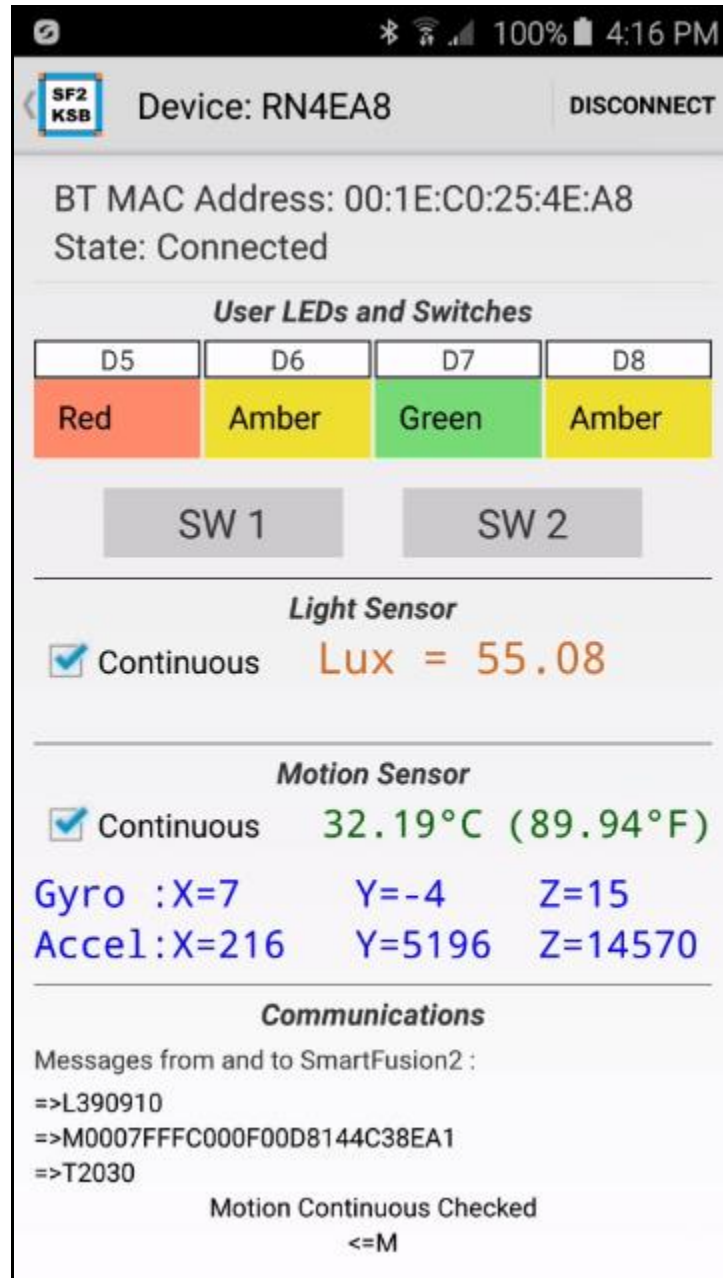 100% 4:16 PM
SF2
KSB
Device: RN4EA8 DISCONNECT
BT MAC Address: 00:1E:C0:25:4E:A8
State: Connected
User LEDs and Switches
D5 D6 D7 D8
Red Amber Green Amber
SW 1 SW 2
Light Sensor
Continuous Lux = 55.08
Motion Sensor
Continuous 32.19°C (89.94°F)
Gyro :X=7 Y=-4 Z=15
Accel:X=216 Y=5196 Z=14570
Communications
Messages from and to SmartFusion2 :
=>L390910
=>M0007FFFC000F00D8144C38EA1
=>T2030
Motion Continuous Checked
<=M